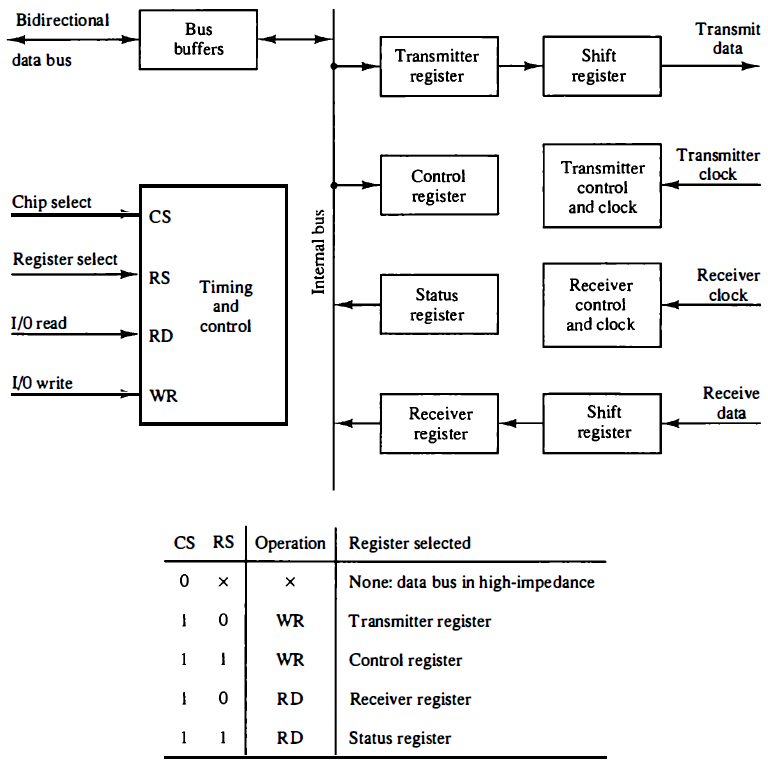 Bidirectional
data bus
Bus
buffers
Internal bus
Transmitter
register
Shift
register
Transmit
data
Control
register
Transmitter
control
and clock
Transmitter
clock
Status
register
Receiver
control
and clock
Receiver
clock
Receiver
register
Shift
register
Receive
data
Chip select
CS
Register select
RS
Timing
and
control
I/O read
RD
I/O write
WR
CS RS Operation Register selected
0 × × None: data bus in high-impedance
1 0 WR Transmitter register
1 1 WR Control register
1 0 RD Receiver register
1 1 RD Status register